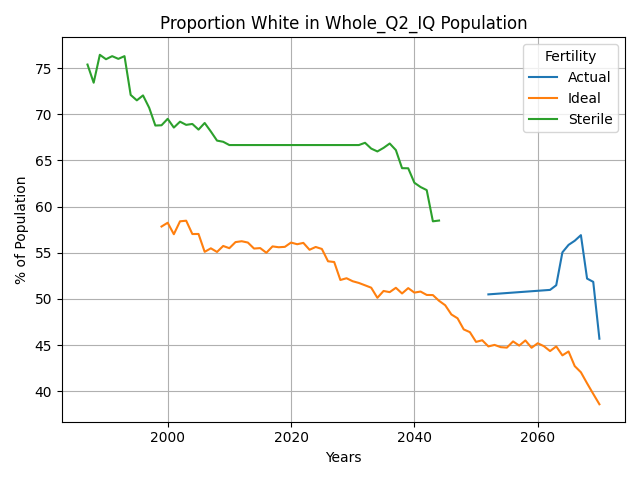 Proportion White in Whole_Q2_IQ Population
Fertility
Actual
Ideal
Sterile
% of Population
75
70
65
60
55
50
45
40
2000
2020
2040
2060
Years